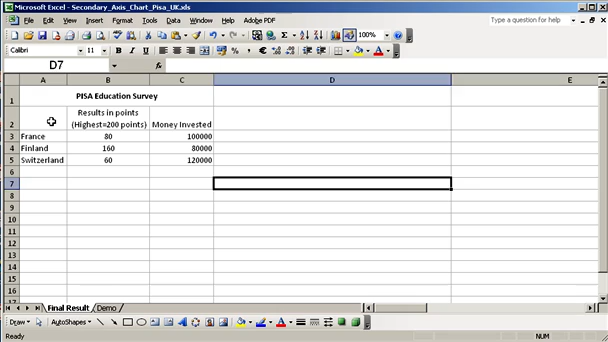 Microsoft Excel - Secondary_Axis_Chart_Pisa_UK.xls
File Edit View Insert Format Tools Data Window Help Adobe PDF Type a question for help
100%
Calibri 11 B I U %
D7 fx
A B C D E
1 PISA Education Survey
2 Results in points (Highest=200 points) Money Invested
3 France 80 100000
4 Finland 160 80000
5 Switzerland 60 120000
6
7
8
9
10
11
12
13
14
15
16
17
Final Result Demo
Draw AutoShapes
Ready NUM